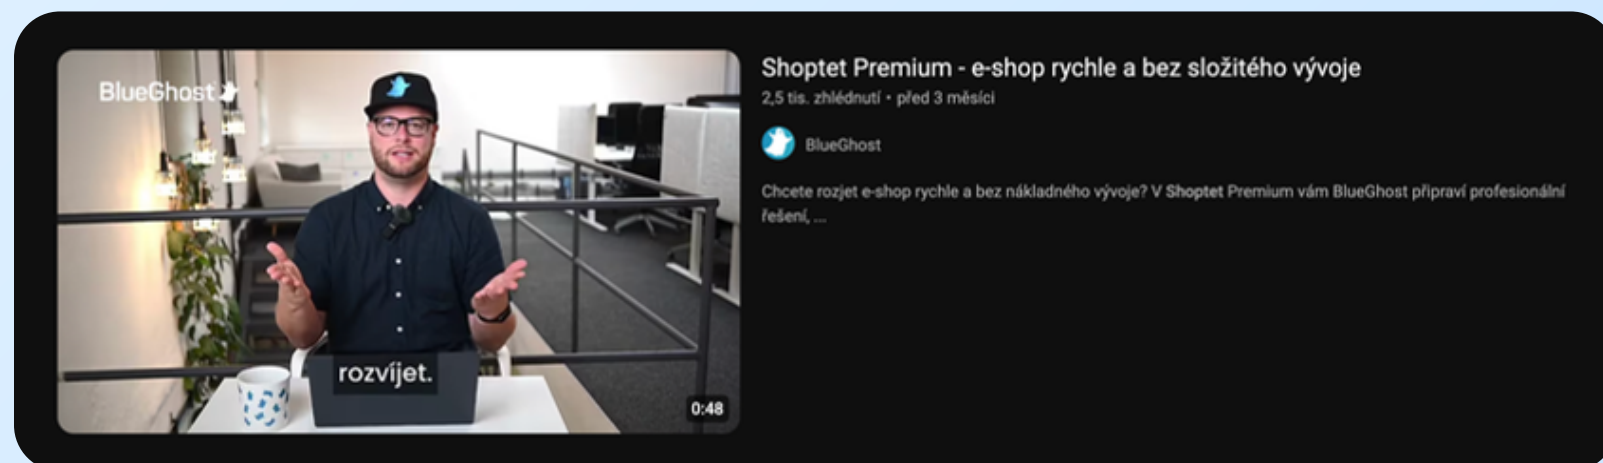 BlueGhost
rozvíjet.
0:48
Shoptet Premium - e-shop rychle a bez složitého vývoje
2,5 tis. zhlédnutí • před 3 měsíci
BlueGhost
Chcete rozjet e-shop rychle a bez nákladného vývoje? V Shoptet Premium vám BlueGhost připraví profesionální
řešení, ...